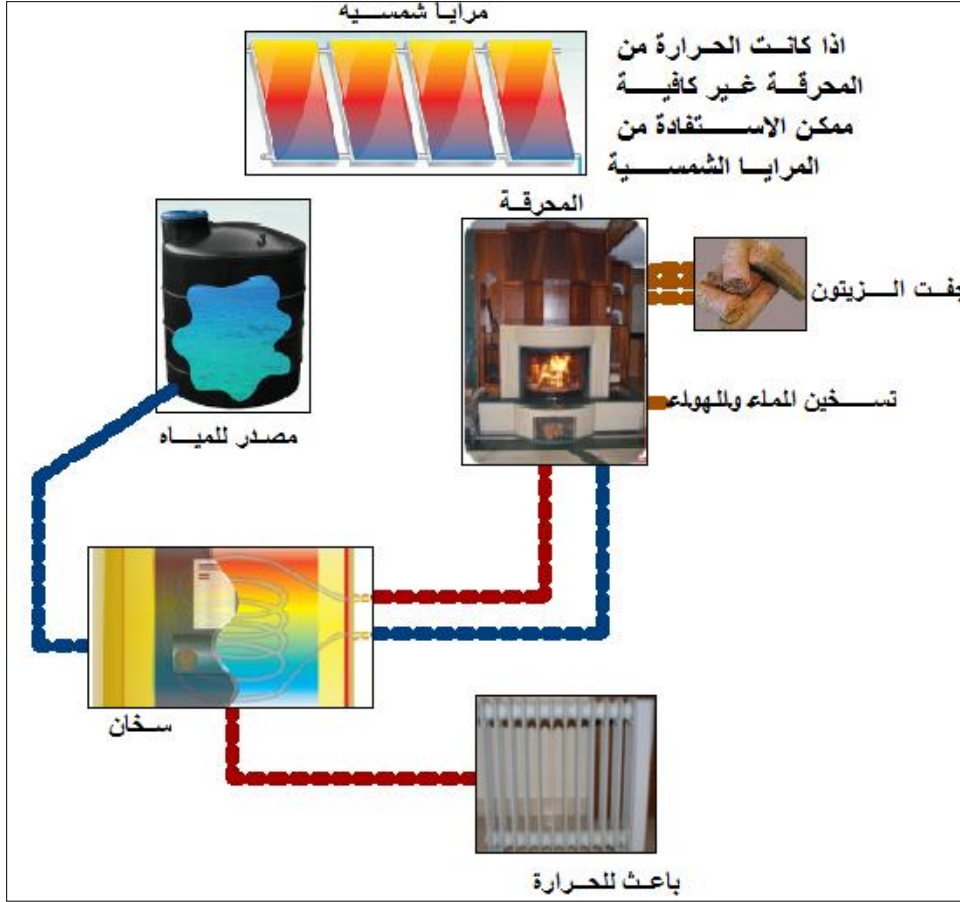 مرايا شمسيه
اذا كانت الحرارة من
المحرقة غير كافية
ممكن الاستفادة من
المرايا الشمسية
المحرقة
جفت الزيتون
تسخين الماء والهواء
مصدر للمياه
سخان
باعث للحرارة